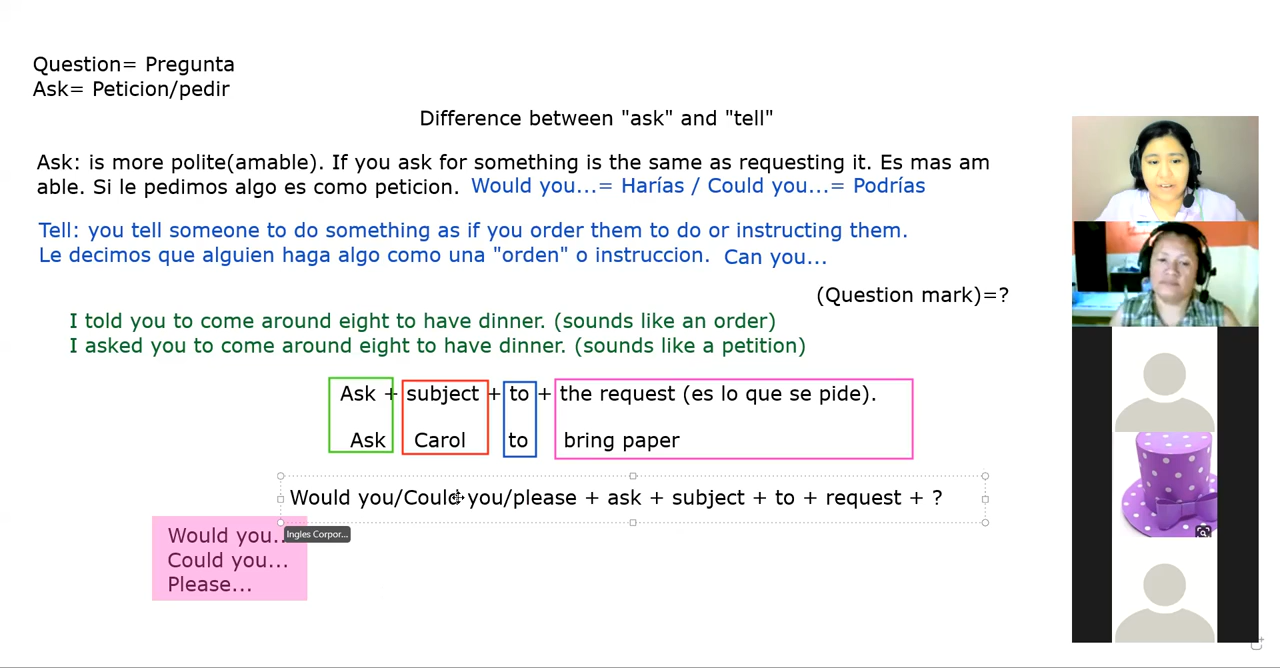 Question= Pregunta
Ask= Peticion/pedir
Difference between "ask" and "tell"
Ask: is more polite(amable). If you ask for something is the same as requesting it. Es mas am
able. Si le pedimos algo es como peticion. Would you...= Harías / Could you...= Podrías
Tell: you tell someone to do something as if you order them to do or instructing them.
Le decimos que alguien haga algo como una "orden" o instruccion. Can you...
(Question mark)=?
I told you to come around eight to have dinner. (sounds like an order)
I asked you to come around eight to have dinner. (sounds like a petition)
Ask + subject + to + the request (es lo que se pide).
Ask Carol to bring paper
Would you/Could you/please + ask + subject + to + request + ?
Would you..
Ingles Corpor...
Could you...
Please...